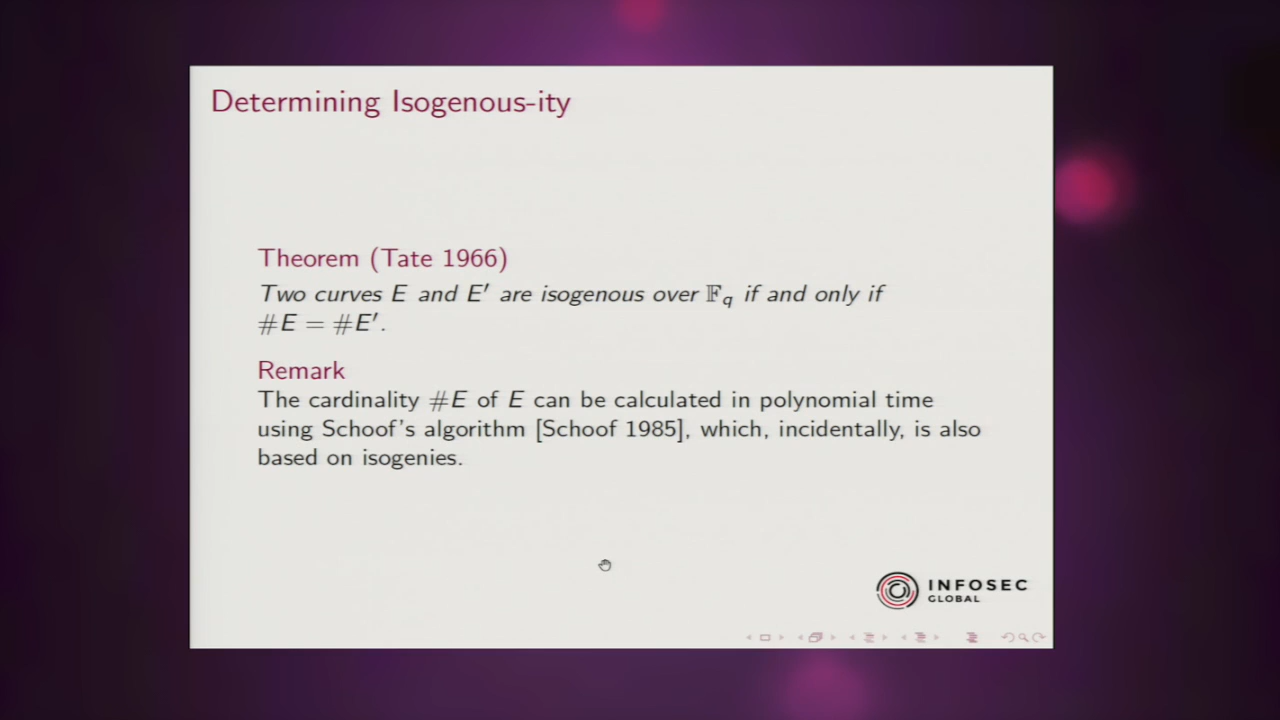 Determining Isogenous-ity
Theorem (Tate 1966)
Two curves E and E′ are isogenous over 𝔽q if and only if
#E = #E′.
Remark
The cardinality #E of E can be calculated in polynomial time
using Schoof's algorithm [Schoof 1985], which, incidentally, is also
based on isogenies.
INFOSEC
GLOBAL